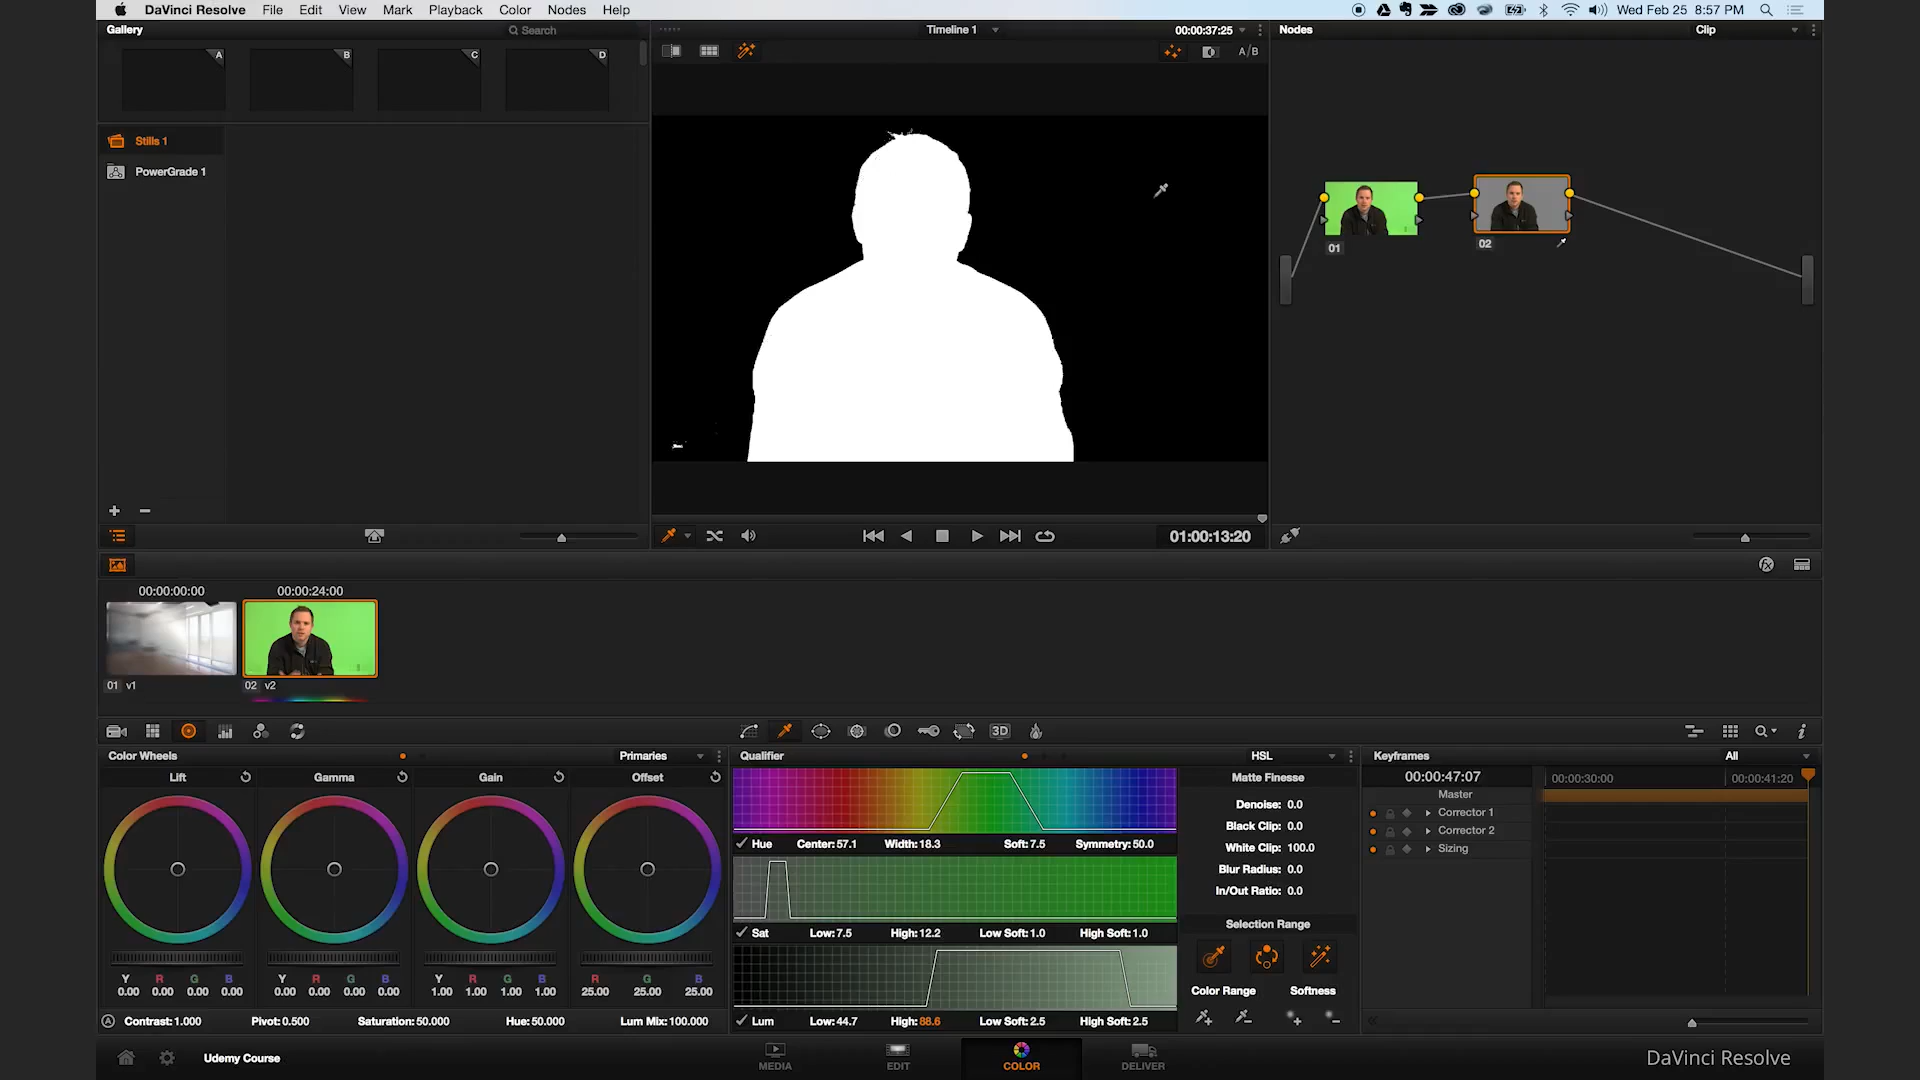 DaVinci Resolve File Edit View Mark Playback Color Nodes Help Wed Feb 25 8:57 PM
Gallery Search Timeline 1 00:00:37:25 Nodes Clip
A B C D A/B
Stills 1
PowerGrade 1
01 02
01:00:13:20
00:00:00:00 00:00:24:00
01 v1 02 v2
3D
Color Wheels Primaries Qualifier HSL Keyframes All
Lift Gamma Gain Offset Matte Finesse 00:00:47:07 00:00:30:00 00:00:41:20
Master
Denoise: 0.0 Corrector 1
Black Clip: 0.0 Corrector 2
Hue Center: 57.1 Width: 18.3 Soft: 7.5 Symmetry: 50.0 White Clip: 100.0 Sizing
Blur Radius: 0.0
In/Out Ratio: 0.0
Selection Range
Sat Low: 7.5 High: 12.2 Low Soft: 1.0 High Soft: 1.0
Y R G B Y R G B Y R G B R G B
0.00 0.00 0.00 0.00 0.00 0.00 0.00 0.00 1.00 1.00 1.00 1.00 25.00 25.00 25.00 Color Range Softness
A Contrast: 1.000 Pivot: 0.500 Saturation: 50.000 Hue: 50.000 Lum Mix: 100.000 Lum Low: 44.7 High: 88.6 Low Soft: 2.5 High Soft: 2.5
Udemy Course MEDIA EDIT COLOR DELIVER DaVinci Resolve